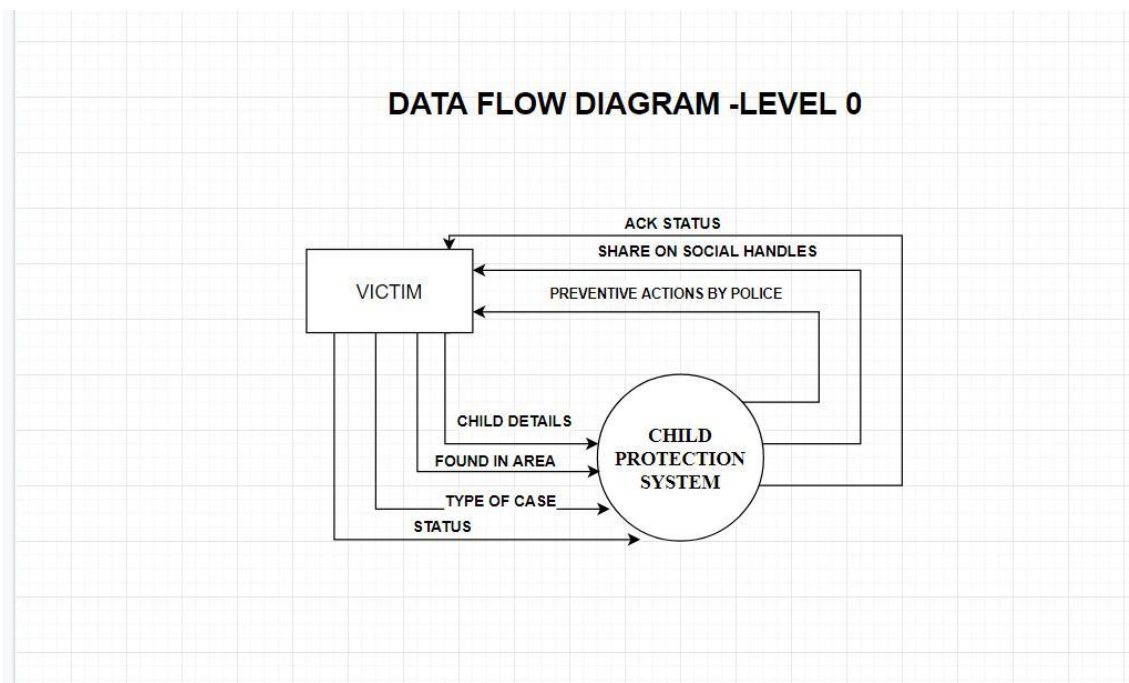 DATA FLOW DIAGRAM -LEVEL 0
ACK STATUS
SHARE ON SOCIAL HANDLES
VICTIM
PREVENTIVE ACTIONS BY POLICE
CHILD DETAILS
CHILD
PROTECTION
SYSTEM
FOUND IN AREA
TYPE OF CASE
STATUS